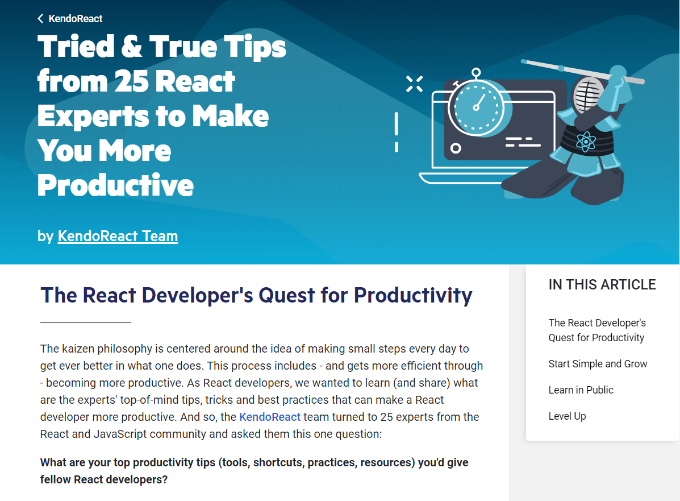 KendoReact
Tried & True Tips
from 25 React
Experts to Make
You More
Productive
by KendoReact Team
The React Developer's Quest for Productivity
The kaizen philosophy is centered around the idea of making small steps every day to
get ever better in what one does. This process includes - and gets more efficient through
- becoming more productive. As React developers, we wanted to learn (and share) what
are the experts' top-of-mind tips, tricks and best practices that can make a React
developer more productive. And so, the KendoReact team turned to 25 experts from the
React and JavaScript community and asked them this one question:
What are your top productivity tips (tools, shortcuts, practices, resources) you'd give
fellow React developers?
IN THIS ARTICLE
The React Developer's
Quest for Productivity
Start Simple and Grow
Learn in Public
Level Up